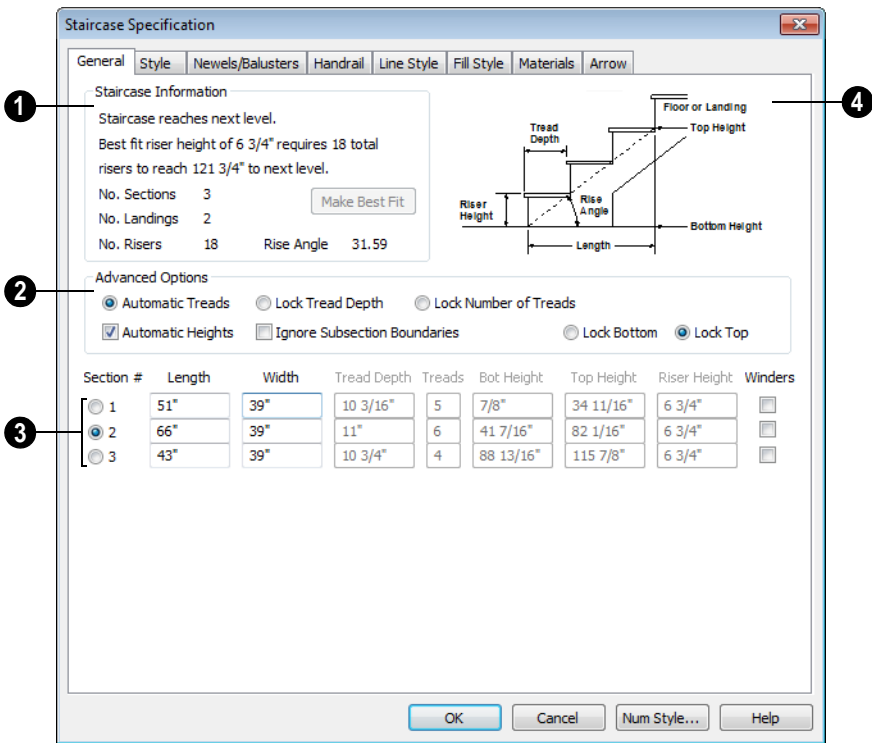 Staircase Specification
General Style Newels/Balusters Handrail Line Style Fill Style Materials Arrow
1
Staircase Information
Staircase reaches next level.
Best fit riser height of 6 3/4" requires 18 total
risers to reach 121 3/4" to next level.
No. Sections 3
Make Best Fit
No. Landings 2
No. Risers 18 Rise Angle 31.59
4
Floor or Landing
Top Height
Tread
Depth
Riser
Height
Rise
Angle
Bottom Height
Length
2
Advanced Options
Automatic Treads Lock Tread Depth Lock Number of Treads
Automatic Heights Ignore Subsection Boundaries Lock Bottom Lock Top
Section # Length Width Tread Depth Treads Bot Height Top Height Riser Height Winders
3
1 51" 39" 10 3/16" 5 7/8" 34 11/16" 6 3/4"
2 66" 39" 11" 6 41 7/16" 82 1/16" 6 3/4"
3 43" 39" 10 3/4" 4 88 13/16" 115 7/8" 6 3/4"
OK Cancel Num Style... Help